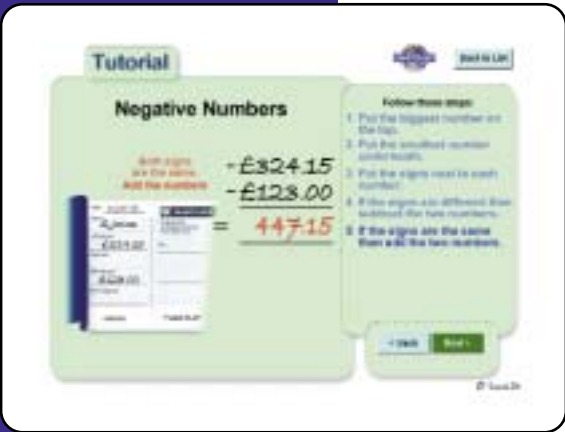 Tutorial
Back to List
Negative Numbers
Both signs
are the same.
Add the numbers
-£324.15
-£123.00
= 447.15
Follow these steps:
1 Put the biggest number on
the top.
2 Put the smallest number
underneath.
3 Put the signs next to each
number.
4 If the signs are different then
subtract the two numbers.
5 If the signs are the same
then add the two numbers.
< Back
Next >